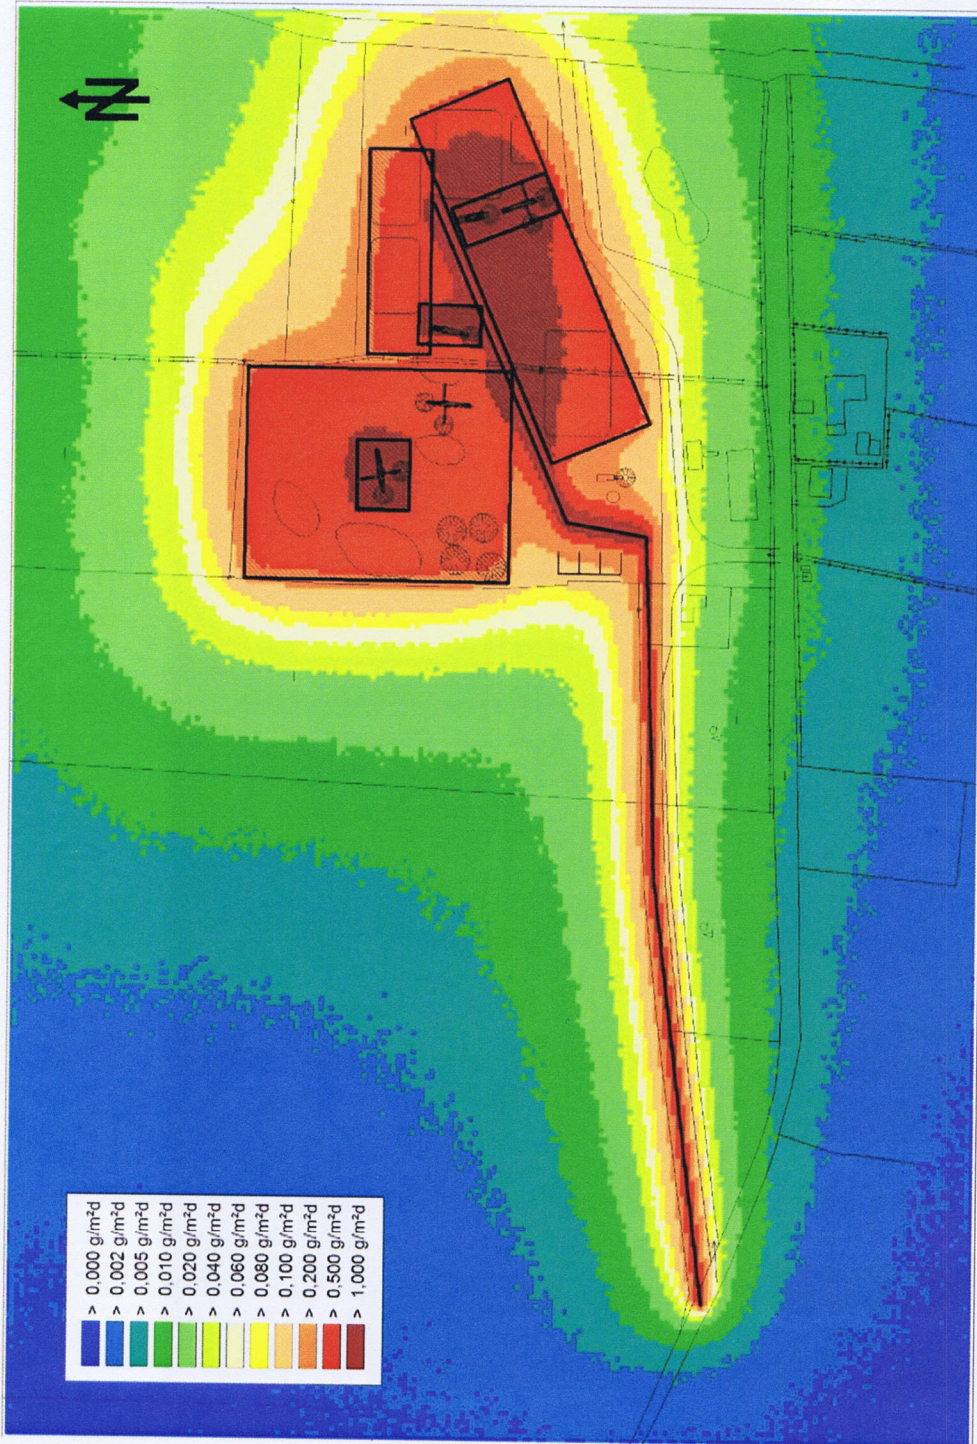 N
> 0,000 g/m²d
> 0,002 g/m²d
> 0,005 g/m²d
> 0,010 g/m²d
> 0,020 g/m²d
> 0,040 g/m²d
> 0,060 g/m²d
> 0,080 g/m²d
> 0,100 g/m²d
> 0,200 g/m²d
> 0,500 g/m²d
> 1,000 g/m²d